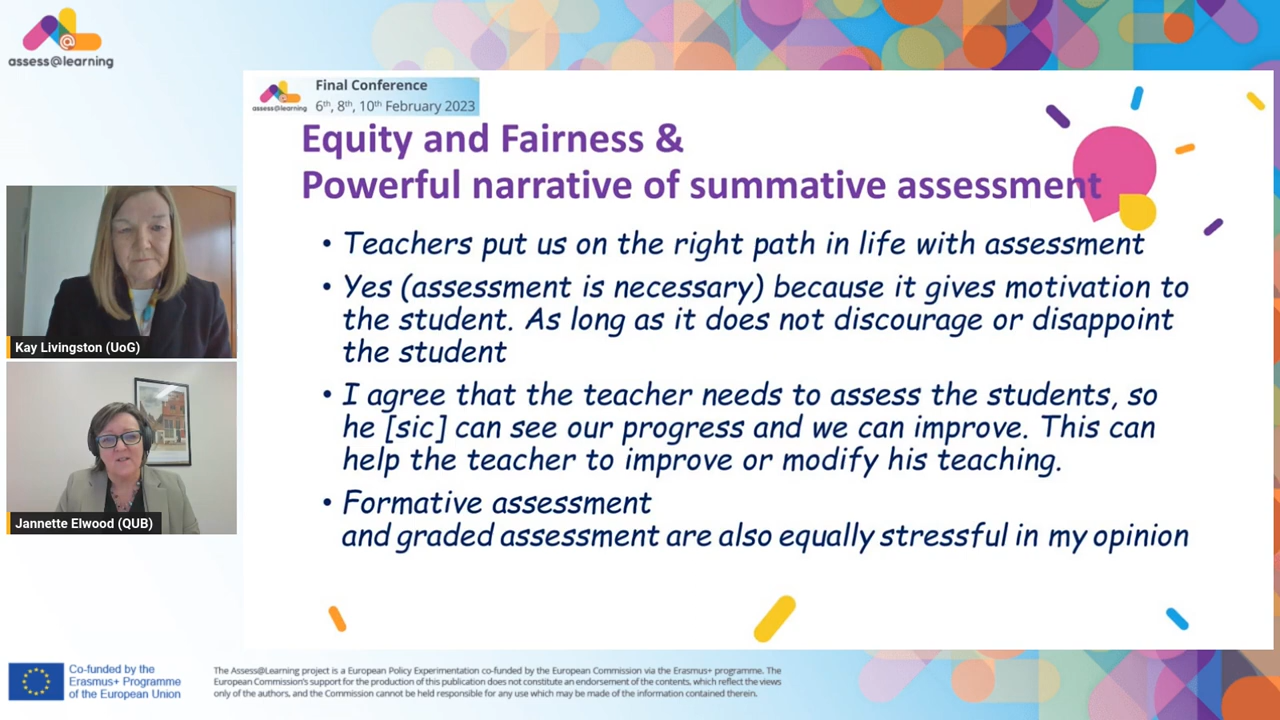 assess@learning
assess@learning
Final Conference
6th, 8th, 10th February 2023
Equity and Fairness &
Powerful narrative of summative assessment
• Teachers put us on the right path in life with assessment
• Yes (assessment is necessary) because it gives motivation to
the student. As long as it does not discourage or disappoint
the student
• I agree that the teacher needs to assess the students, so
he [sic] can see our progress and we can improve. This can
help the teacher to improve or modify his teaching.
• Formative assessment
and graded assessment are also equally stressful in my opinion
Kay Livingston (UoG)
Jannette Elwood (QUB)
Co-funded by the
Erasmus+ Programme
of the European Union
The Assess@Learning project is a European Policy Experimentation co-funded by the European Commission via the Erasmus+ programme. The
European Commission's support for the production of this publication does not constitute an endorsement of the contents, which reflect the views
only of the authors, and the Commission cannot be held responsible for any use which may be made of the information contained therein.